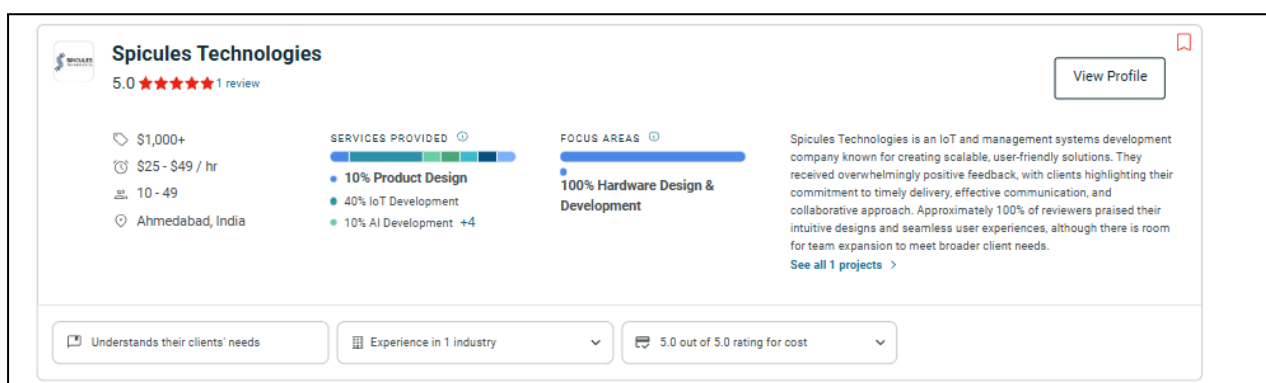 Spicules Technologies
5.0
1 review
View Profile
$1,000+
$25 - $49 / hr
10 - 49
Ahmedabad, India
SERVICES PROVIDED
10% Product Design
40% IoT Development
10% AI Development +4
FOCUS AREAS
100% Hardware Design &
Development
Spicules Technologies is an IoT and management systems development
company known for creating scalable, user-friendly solutions. They
received overwhelmingly positive feedback, with clients highlighting their
commitment to timely delivery, effective communication, and
collaborative approach. Approximately 100% of reviewers praised their
intuitive designs and seamless user experiences, although there is room
for team expansion to meet broader client needs.
See all 1 projects >
Understands their clients' needs
Experience in 1 industry
5.0 out of 5.0 rating for cost